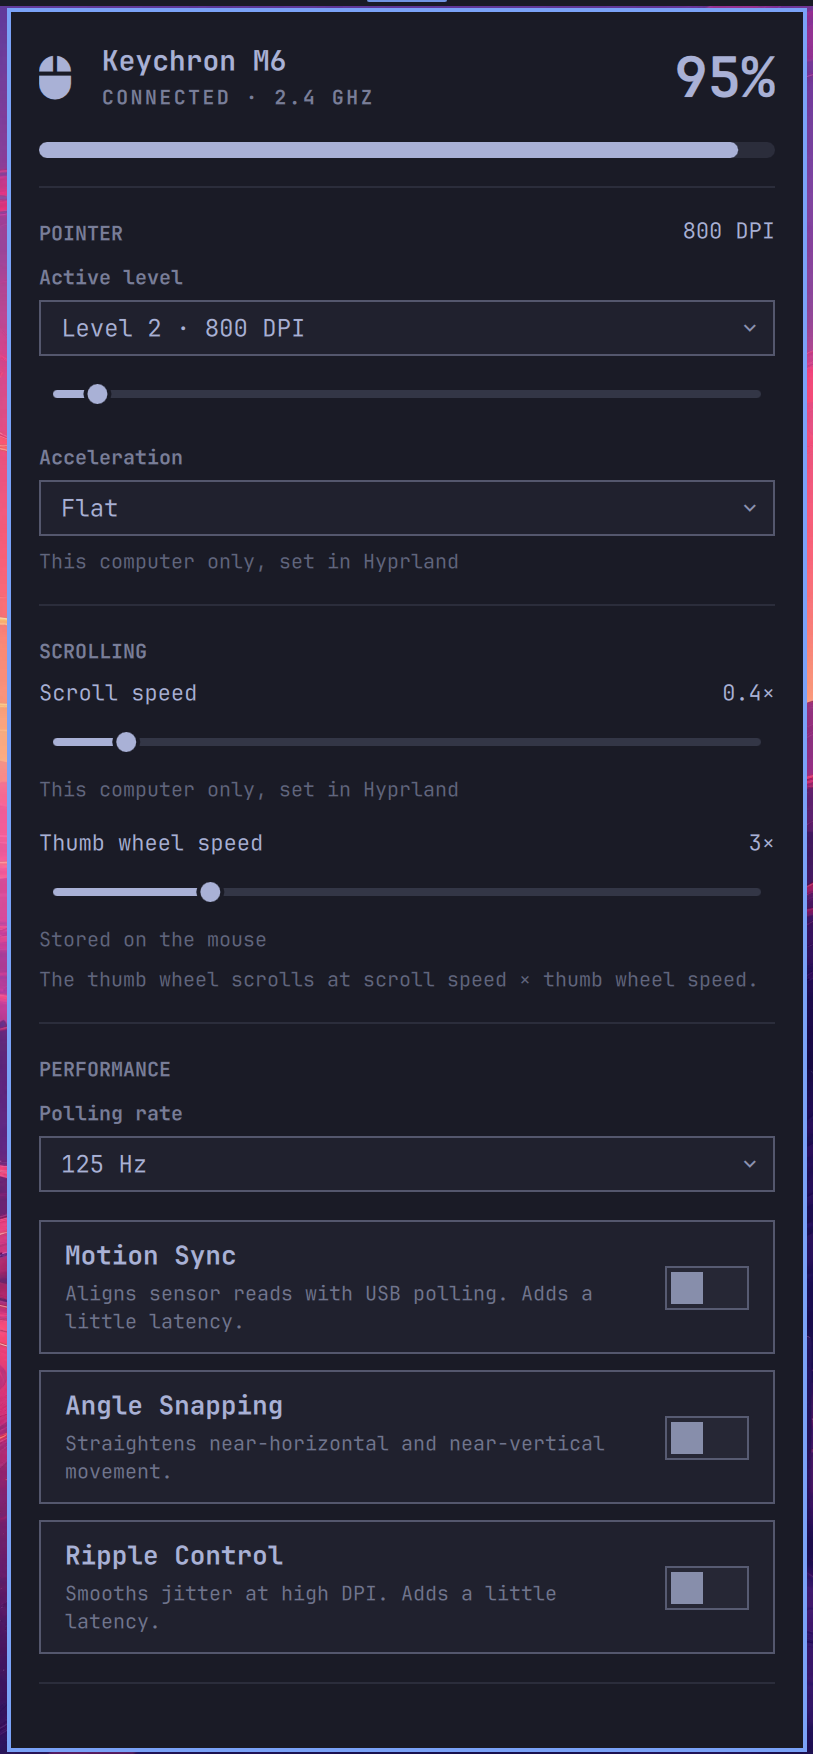 Keychron M6
CONNECTED · 2.4 GHZ
95%
POINTER
800 DPI
Active level
Level 2 · 800 DPI
Acceleration
Flat
This computer only, set in Hyprland
SCROLLING
Scroll speed
0.4×
This computer only, set in Hyprland
Thumb wheel speed
3×
Stored on the mouse
The thumb wheel scrolls at scroll speed × thumb wheel speed.
PERFORMANCE
Polling rate
125 Hz
Motion Sync
Aligns sensor reads with USB polling. Adds a
little latency.
Angle Snapping
Straightens near-horizontal and near-vertical
movement.
Ripple Control
Smooths jitter at high DPI. Adds a little
latency.